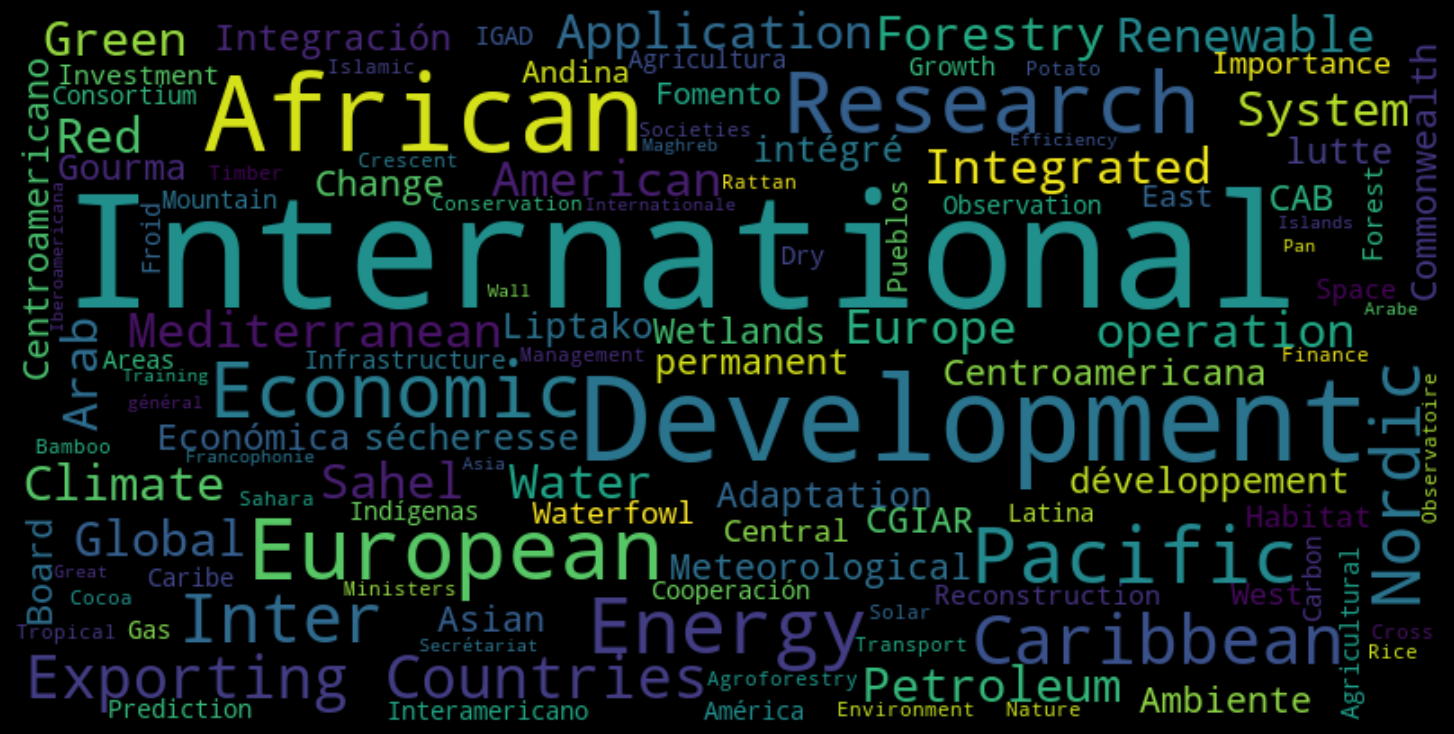 Green
Integración
IGAD
Application
Forestry
Renewable
Investment
Islamic
Andina
Agricultura
Growth
Potato
Importance
Commonwealth
Consortium
African
Fomento
Research
System
Centroamericano
Red
Societies
Maghreb
intégré
Efficiency
Integrated
lutte
Gourma
Timber
Crescent
Change
American
Rattan
Mountain
Conservation
Internationale
Pueblos
Observation
East
CAB
Forest
Islands
Iberoamericana
Froid
International
Dry
Pan
Wall
Space
Arabe
Arab
Mediterranean
Liptako
Wetlands
Europe
operation
Areas
Infrastructure
Management
permanent
Finance
Training
Economic
Development
Centroamericana
Nordic
Observatoire
général
Bamboo
Económica
sécheresse
Francophonie
Asia
Climate
Sahara
Sahel
Water
Adaptation
développement
Indígenas
Waterfowl
Central
CGIAR
Latina
Habitat
Board
Global
European
Meteorological
Pacific
Carbon
Agricultural
Great
Caribe
Ministers
Cooperación
Reconstruction
West
Cocoa
Tropical
Gas
Inter
Asian
Energy
Solar
Caribbean
Cross
Secrétariat
Transport
Rice
Exporting
Countries
Agroforestry
Petroleum
Ambiente
Prediction
Interamericano
América
Environment
Nature